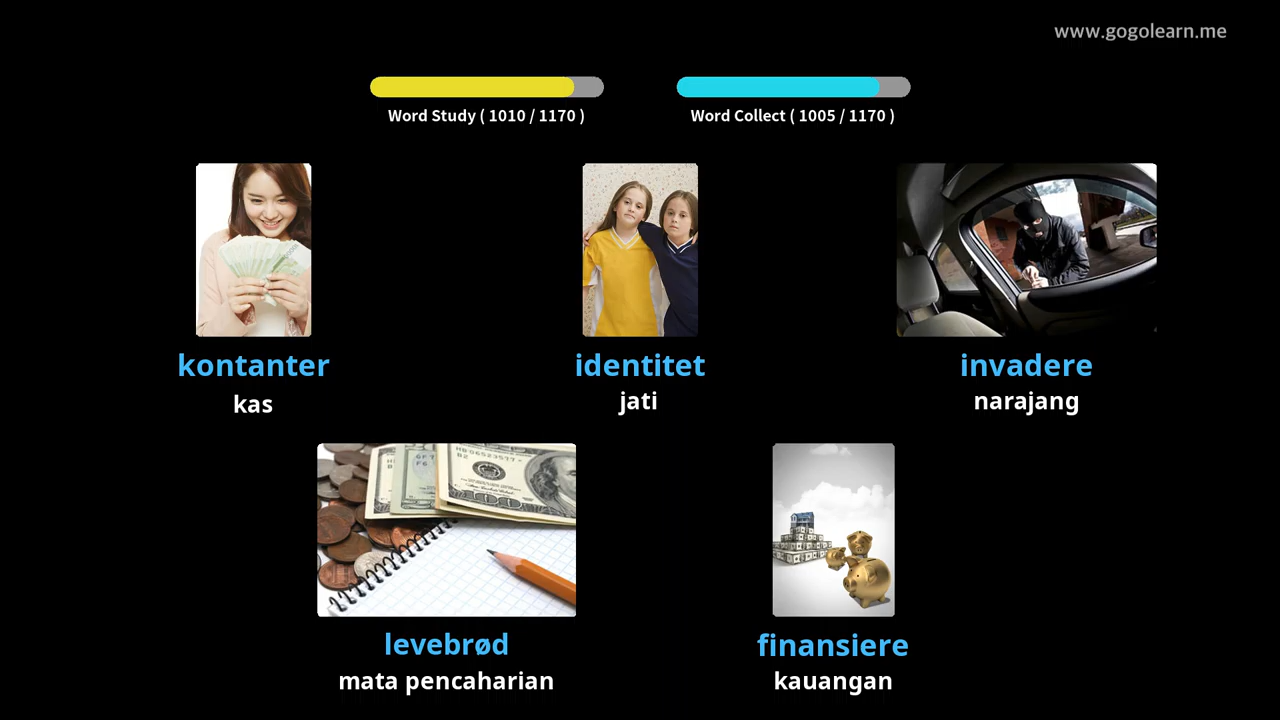 www.gogolearn.me
Word Study ( 1010 / 1170 )
Word Collect ( 1005 / 1170 )
kontanter
kas
identitet
jati
invadere
narajang
levebrød
mata pencaharian
finansiere
kauangan